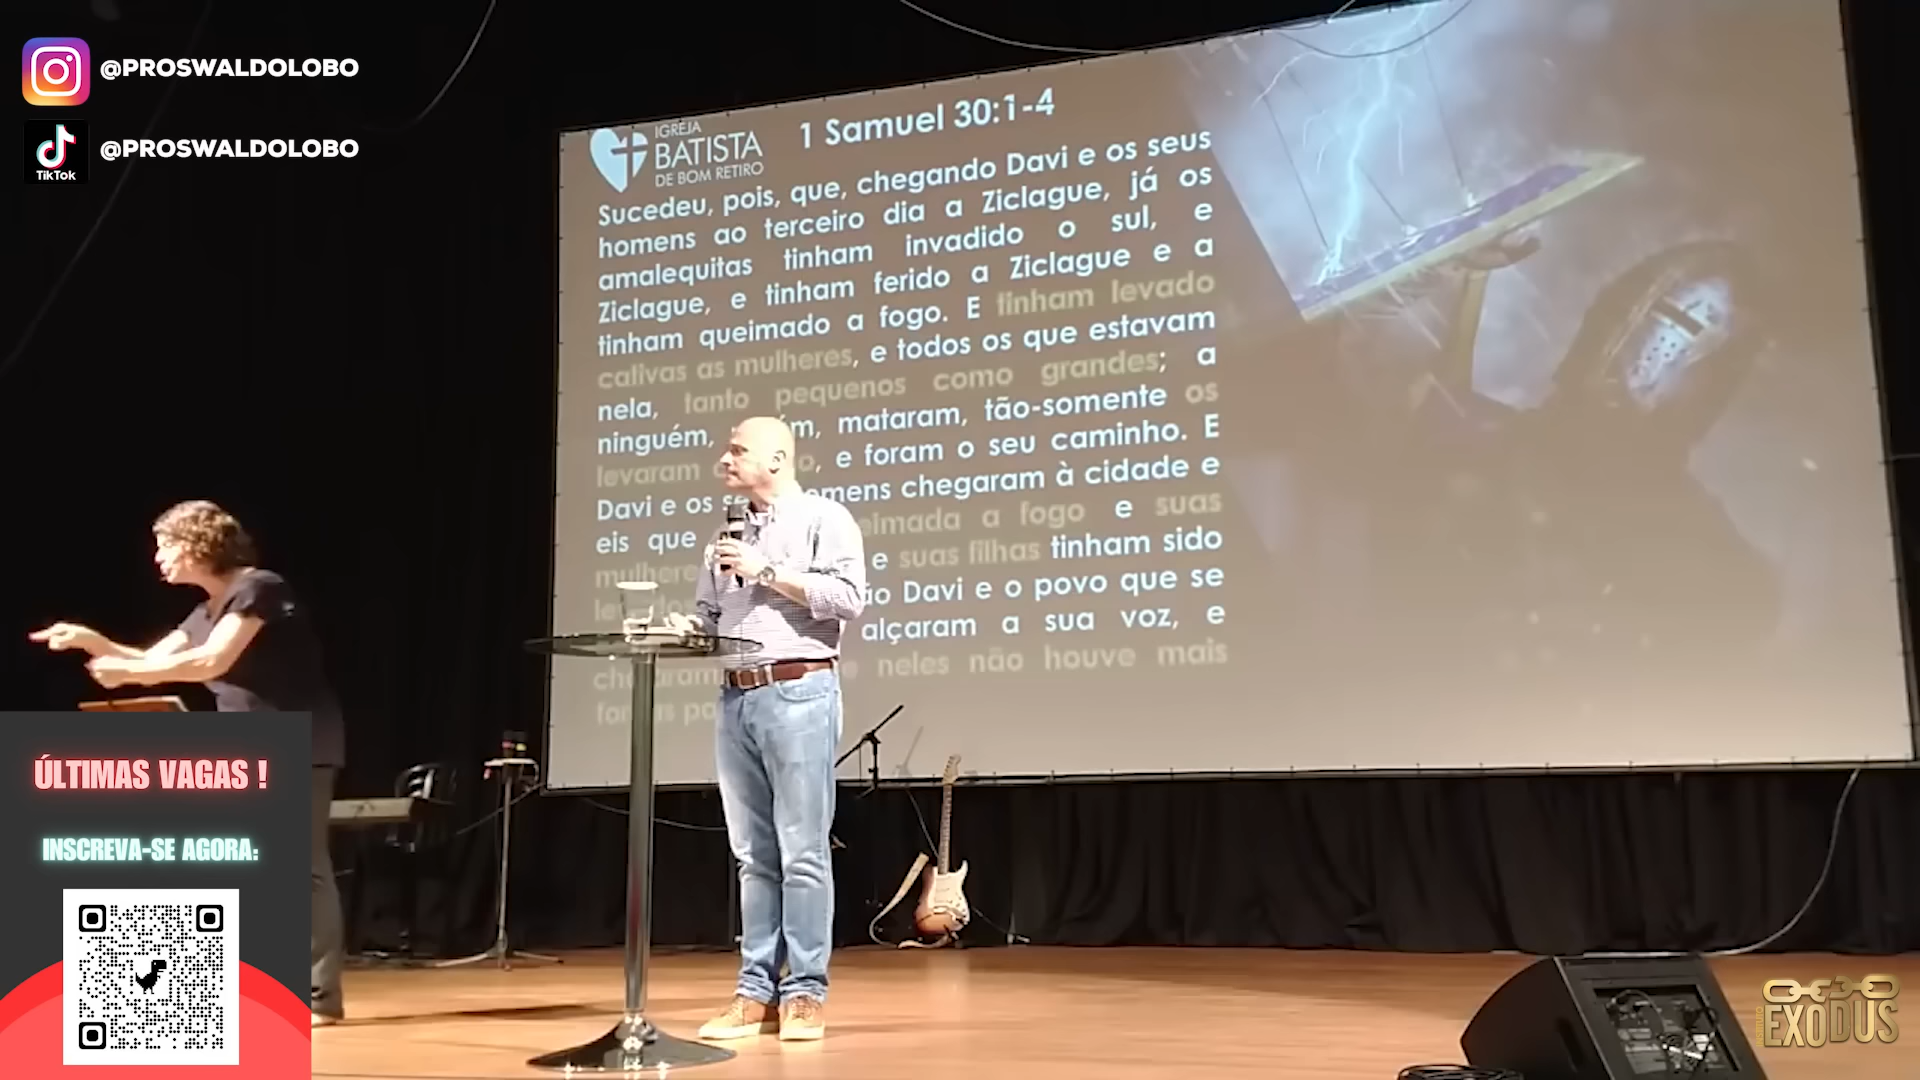 @PROSWALDOLOBO
TikTok
@PROSWALDOLOBO
IGREJA
BATISTA
DE BOM RETIRO
1 Samuel 30:1-4
Sucedeu, pois, que, chegando Davi e os seus
homens ao terceiro dia a Ziclague, já os
amalequitas tinham invadido o sul, e
Ziclague, e tinham ferido a Ziclague e a
tinham queimado a fogo. E tinham levado
cativas as mulheres, e todos os que estavam
nela, tanto pequenos como grandes; a
ninguém, mataram, tão-somente os
levaram e foram o seu caminho. E
Davi e os chegaram à cidade e
eis que a fogo e suas
e suas filhas tinham sido
Davi e o povo que se
alçaram a sua voz, e
neles não houve mais
ÚLTIMAS VAGAS !
INSCREVA-SE AGORA:
INSTITUTO
EXODUS